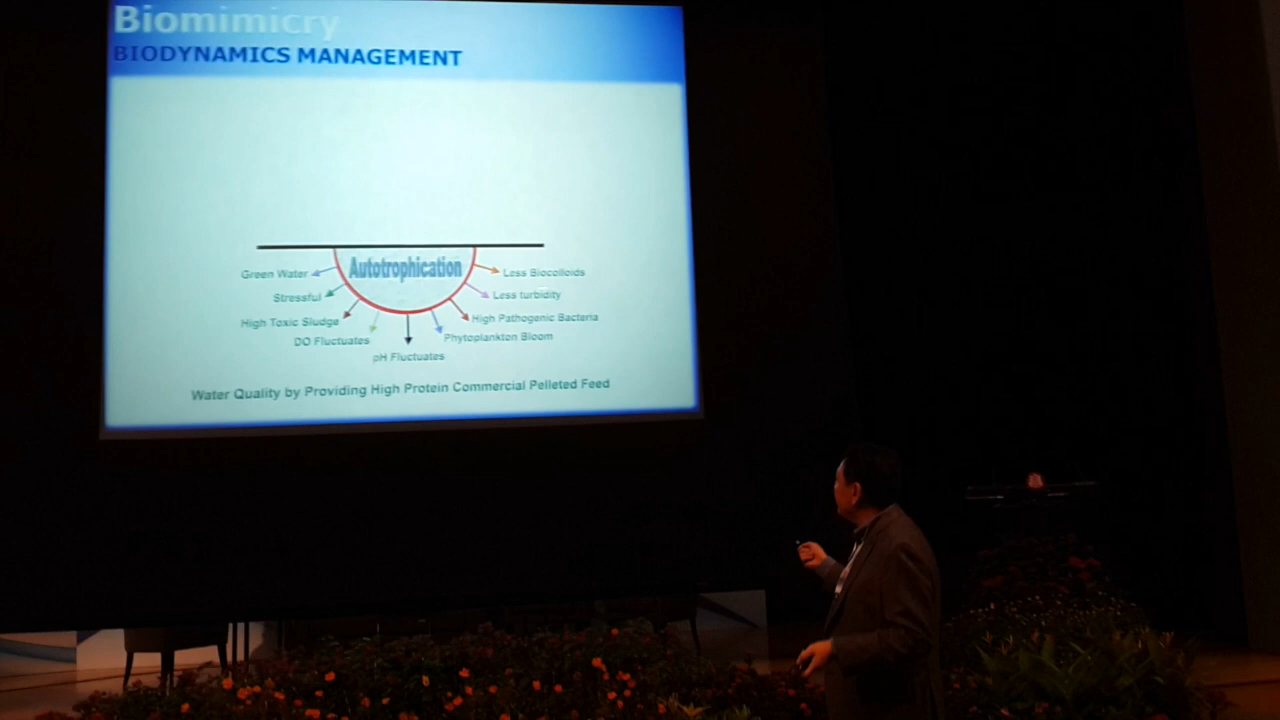 Biomimicry
BIODYNAMICS MANAGEMENT
Autotrophication
Green Water
Less Biocolloids
Stressful
Less turbidity
High Toxic Sludge
High Pathogenic Bacteria
DO Fluctuates
Phytoplankton Bloom
pH Fluctuates
Water Quality by Providing High Protein Commercial Pelleted Feed